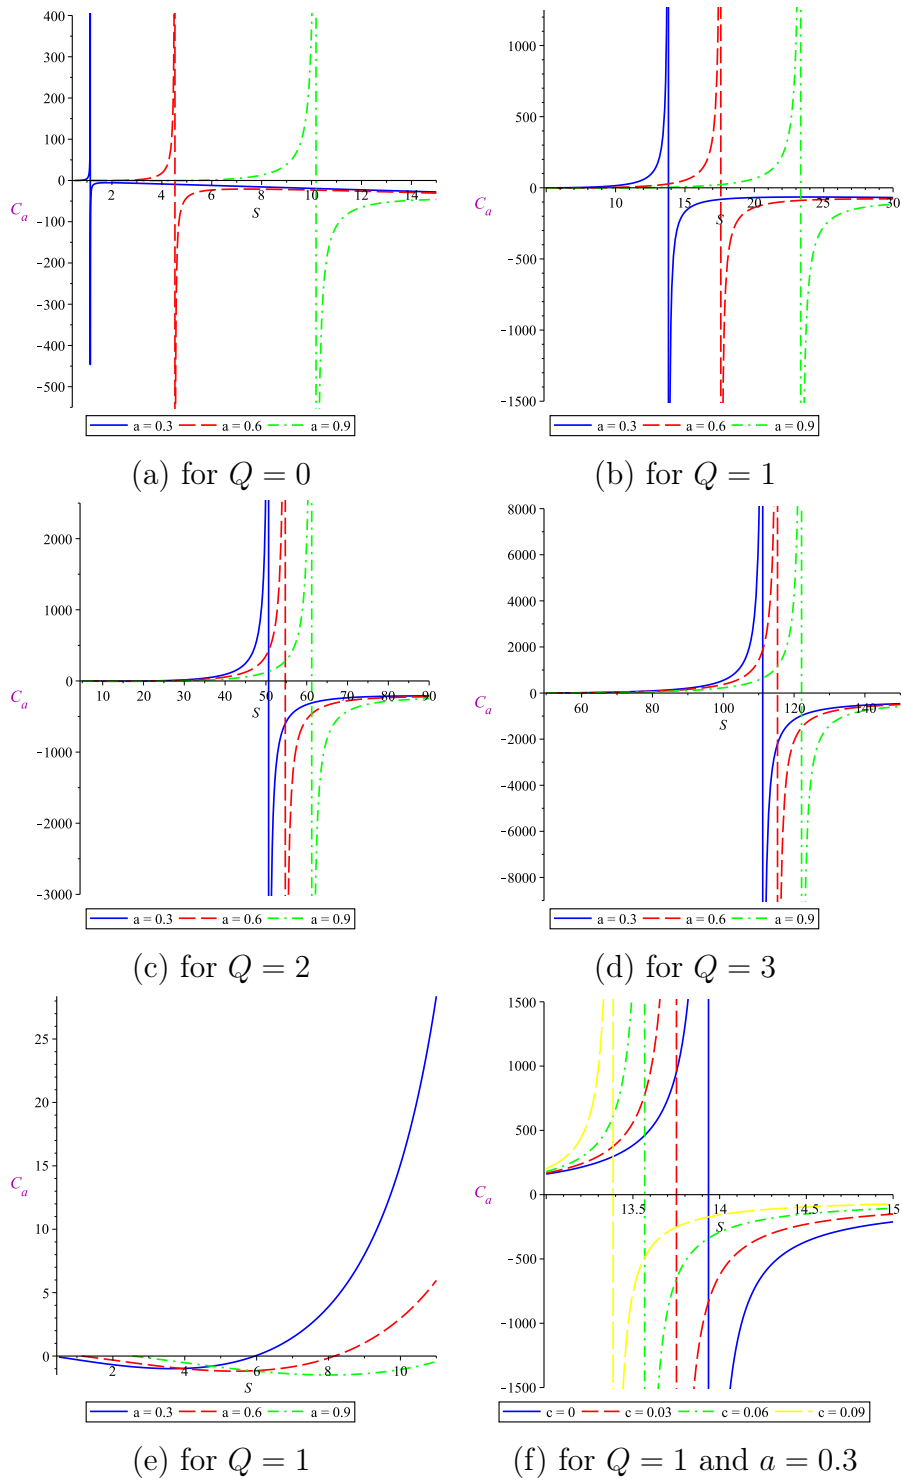 400
300
200
100
0
-100
-200
-300
-400
-500
2 4 8 10 12 14
S
C_a
a = 0.3 a = 0.6 a = 0.9
(a) for Q = 0
1000
500
0
-500
-1000
-1500
10 15 20 25 30
S
C_a
a = 0.3 a = 0.6 a = 0.9
(b) for Q = 1
2000
1000
0
-1000
-2000
-3000
10 20 30 40 50 60 70 80 90
S
C_a
a = 0.3 a = 0.6 a = 0.9
(c) for Q = 2
8000
6000
4000
2000
0
-2000
-4000
-6000
-8000
60 80 100 120 140
S
C_a
a = 0.3 a = 0.6 a = 0.9
(d) for Q = 3
25
20
15
10
5
0
2 4 6 8 10
S
C_a
a = 0.3 a = 0.6 a = 0.9
(e) for Q = 1
1500
1000
500
0
-500
-1000
-1500
13.5 14 14.5 15
S
C_a
c = 0 c = 0.03 c = 0.06 c = 0.09
(f) for Q = 1 and a = 0.3